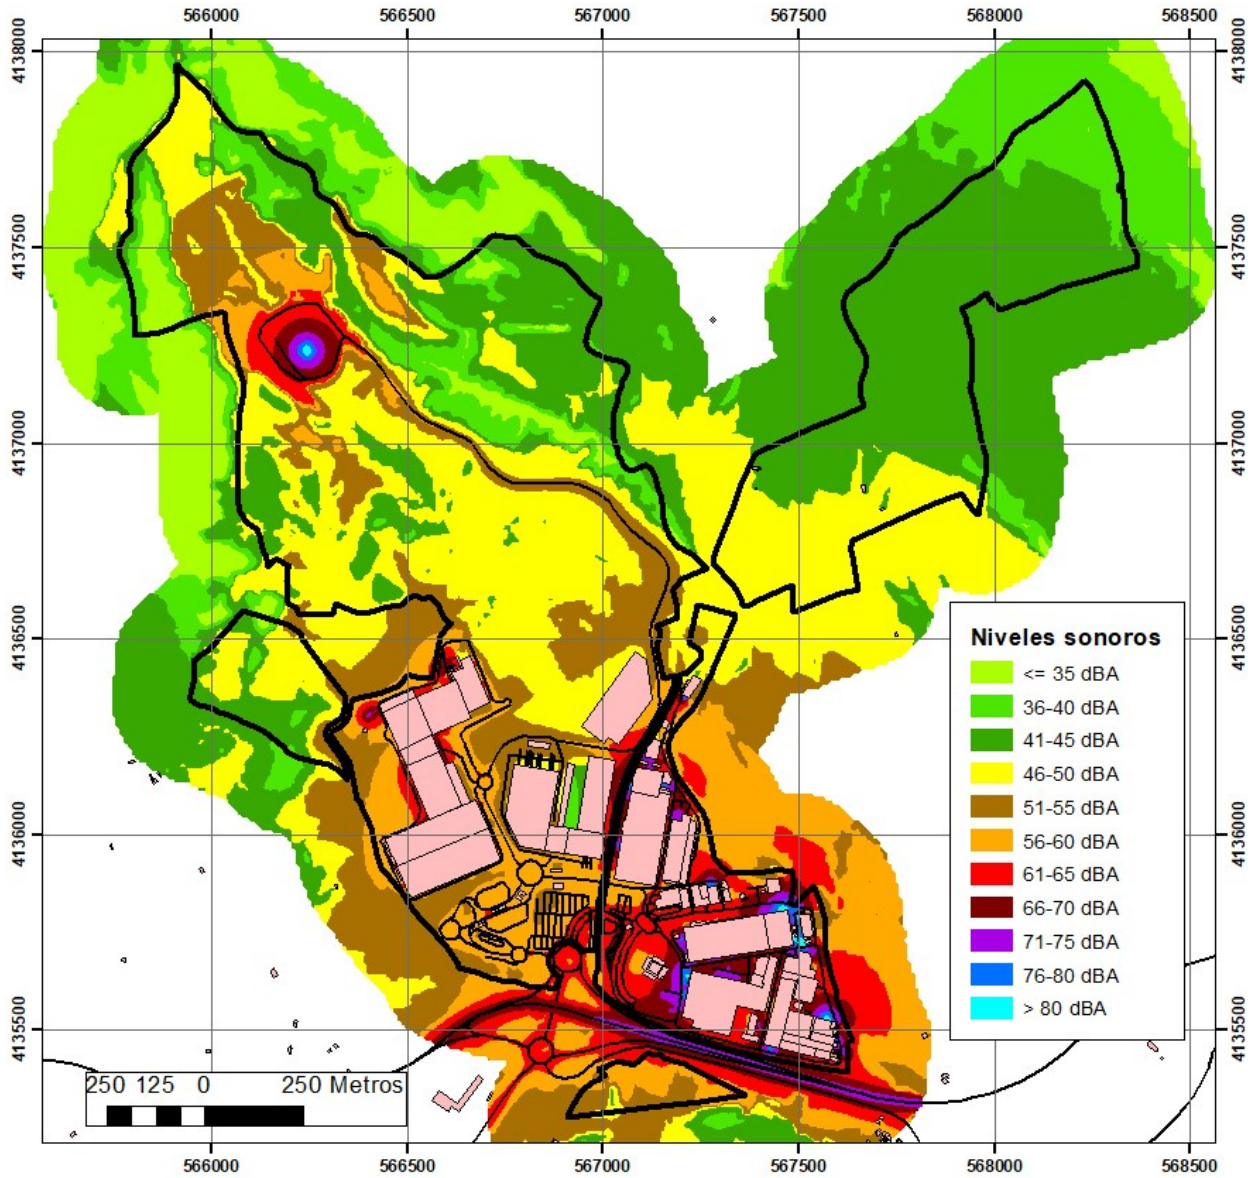 566000 566500 567000 567500 568000 568500
4138000 4138000
4137500 4137500
4137000 4137000
4136500 4136500
4136000 4136000
4135500 4135500
Niveles sonoros
<= 35 dBA
36-40 dBA
41-45 dBA
46-50 dBA
51-55 dBA
56-60 dBA
61-65 dBA
66-70 dBA
71-75 dBA
76-80 dBA
> 80 dBA
250 125 0 250 Metros
566000 566500 567000 567500 568000 568500